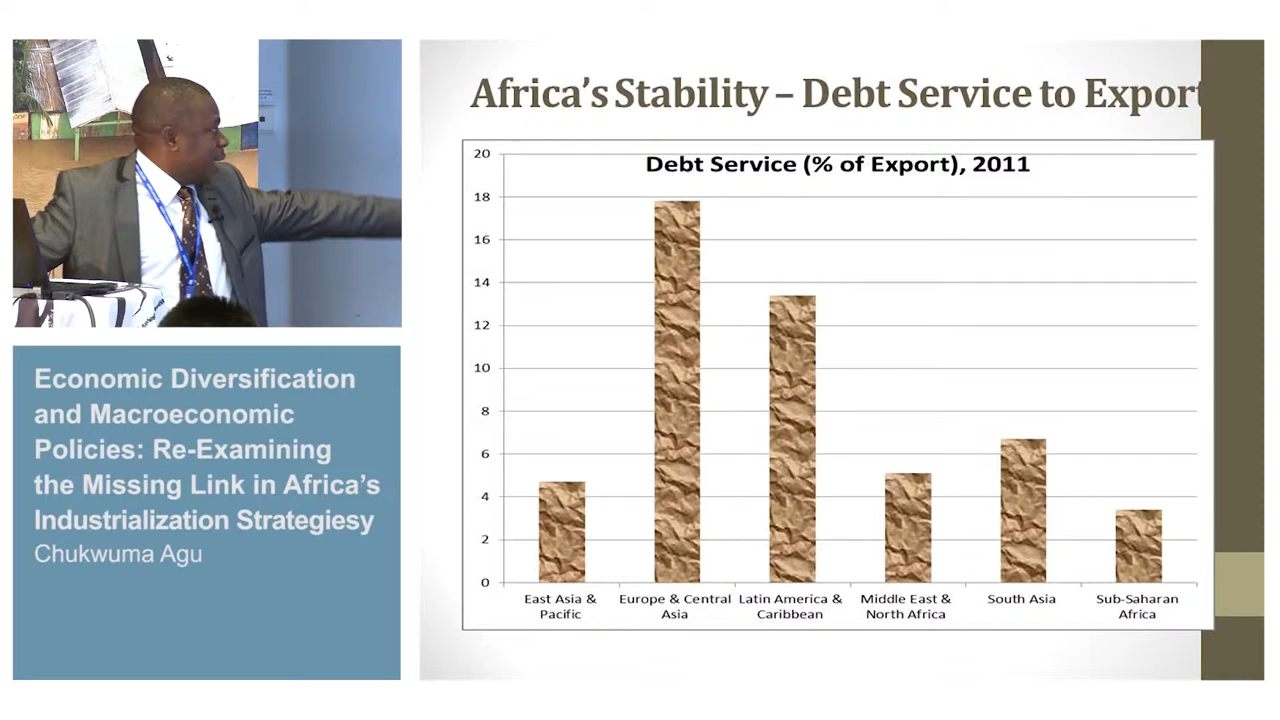 Africa's Stability – Debt Service to Export
Debt Service (% of Export), 2011
20
18
16
14
12
10
8
6
4
2
0
East Asia &
Pacific
Europe & Central
Asia
Latin America &
Caribbean
Middle East &
North Africa
South Asia
Sub-Saharan
Africa
Economic Diversification
and Macroeconomic
Policies: Re-Examining
the Missing Link in Africa's
Industrialization Strategiesy
Chukwuma Agu